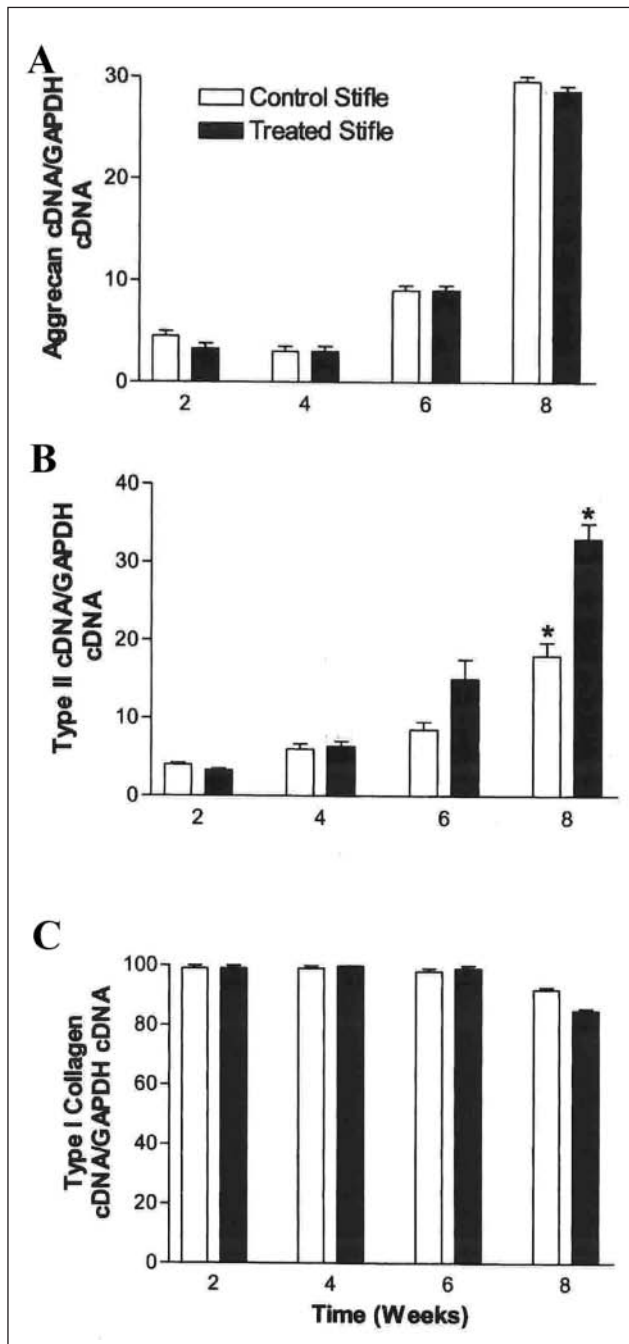 A
Aggrecan cDNA/GAPDH
cDNA
30
20
10
0
Control Stifle
Treated Stifle
2 4 6 8
B
Type II cDNA/GAPDH
cDNA
40
30
20
10
0
*
*
2 4 6 8
C
Type I Collagen
cDNA/GAPDH cDNA
100
80
60
40
20
0
2 4 6 8
Time (Weeks)